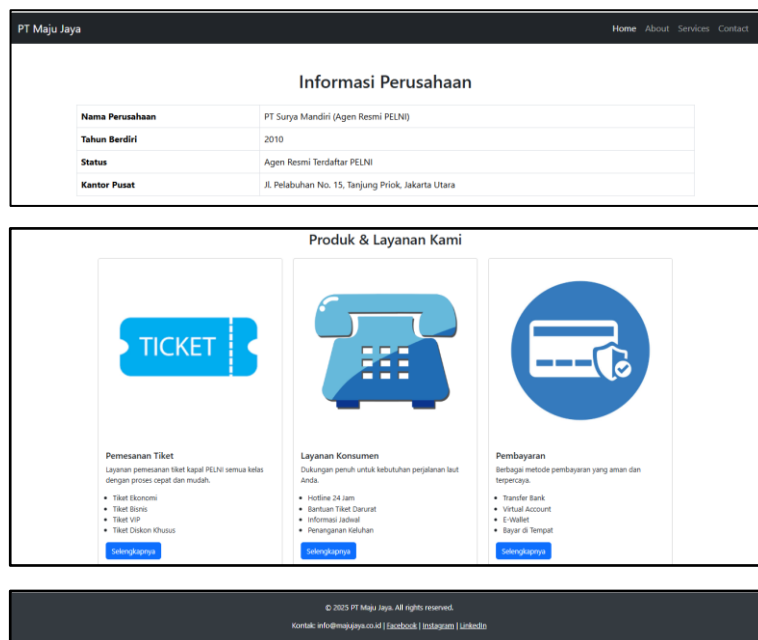 PT Maju Jaya Home About Services Contact
Informasi Perusahaan
Nama Perusahaan PT Surya Mandiri (Agen Resmi PELNI)
Tahun Berdiri 2010
Status Agen Resmi Terdaftar PELNI
Kantor Pusat Jl. Pelabuhan No. 15, Tanjung Priok, Jakarta Utara
Produk & Layanan Kami
TICKET
Pemesanan Tiket
Layanan pemesanan tiket kapal PELNI semua kelas
dengan proses cepat dan mudah.
• Tiket Ekonomi
• Tiket Bisnis
• Tiket VIP
• Tiket Diskon Khusus
Selengkapnya
Layanan Konsumen
Dukungan penuh untuk kebutuhan perjalanan laut
Anda.
• Hotline 24 Jam
• Bantuan Tiket Darurat
• Informasi Jadwal
• Penanganan Keluhan
Selengkapnya
Pembayaran
Berbagai metode pembayaran yang aman dan
terpercaya.
• Transfer Bank
• Virtual Account
• E-Wallet
• Bayar di Tempat
Selengkapnya
© 2025 PT Maju Jaya. All rights reserved.
Kontak: info@majujaya.co.id | Facebook | Instagram | LinkedIn